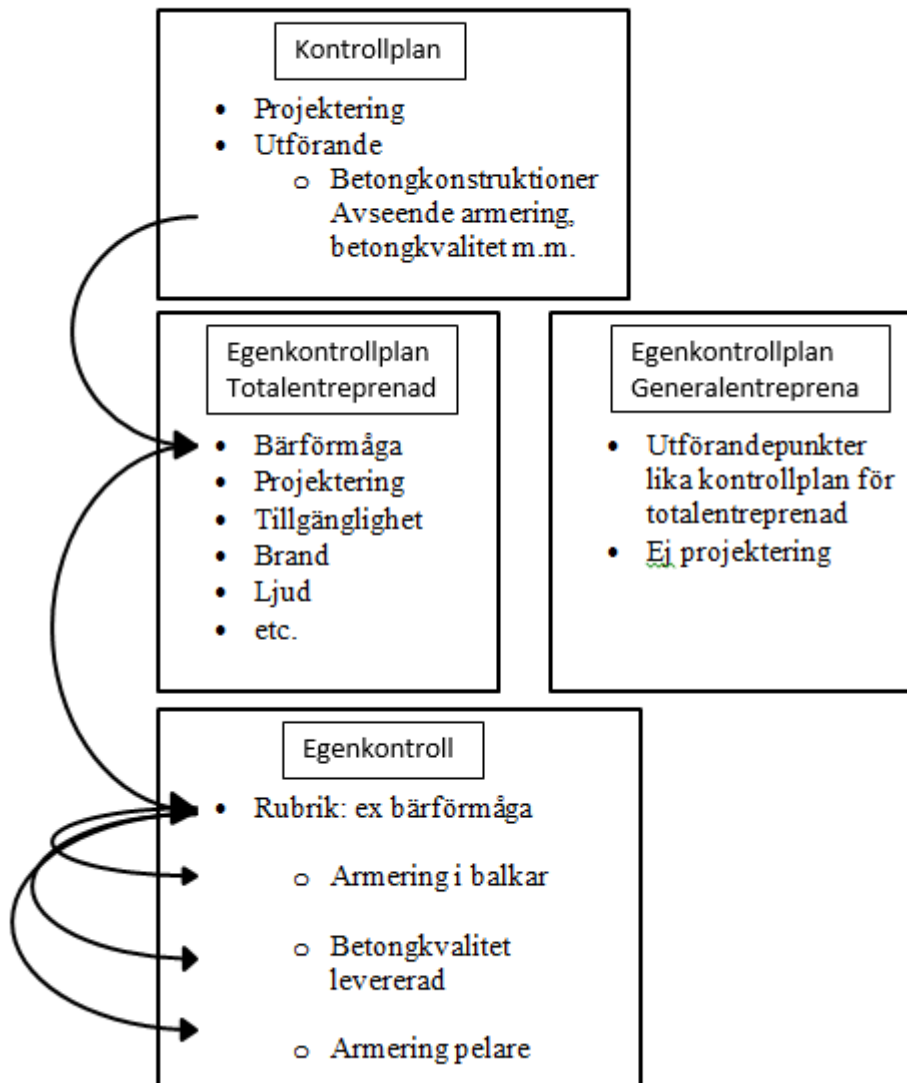 Kontrollplan
• Projektering
• Utförande
o Betongkonstruktioner
Avseende armering,
betongkvalitet m.m.
Egenkontrollplan
Totalentreprenad
• Bärförmåga
• Projektering
• Tillgänglighet
• Brand
• Ljud
• etc.
Egenkontrollplan
Generalentreprena
• Utförandepunkter
lika kontrollplan för
totalentreprenad
• Ej projektering
Egenkontroll
• Rubrik: ex bärförmåga
o Armering i balkar
o Betongkvalitet
levererad
o Armering pelare